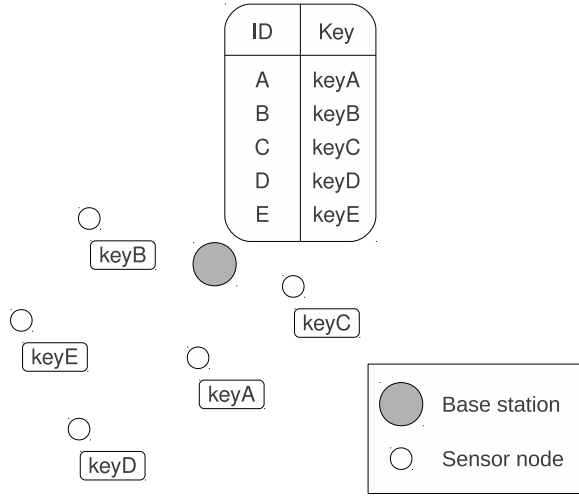 ID Key
A keyA
B keyB
C keyC
D keyD
E keyE
keyB
keyC
keyE
keyA
keyD
Base station
Sensor node